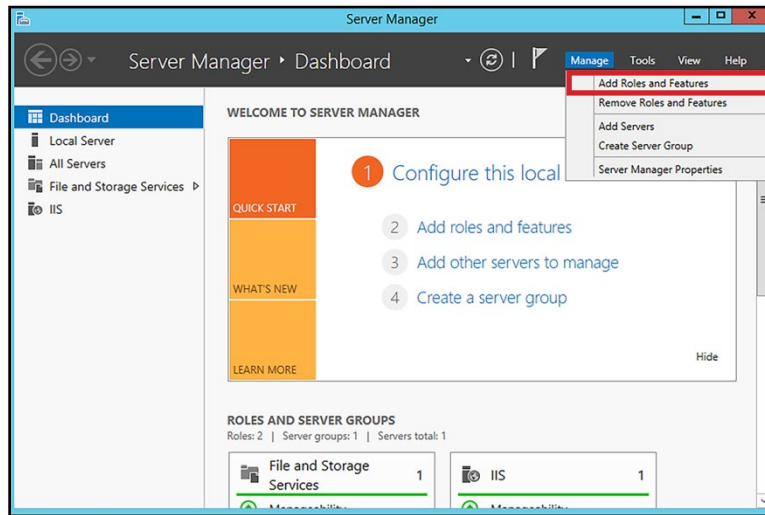 Server Manager
Server Manager • Dashboard
Manage Tools View Help
Add Roles and Features
Remove Roles and Features
Add Servers
Create Server Group
Server Manager Properties
Dashboard
Local Server
All Servers
File and Storage Services
IIS
WELCOME TO SERVER MANAGER
QUICK START
WHAT'S NEW
LEARN MORE
1 Configure this local
2 Add roles and features
3 Add other servers to manage
4 Create a server group
Hide
ROLES AND SERVER GROUPS
Roles: 2 | Server groups: 1 | Servers total: 1
File and Storage
Services
1
Manageability
IIS 1
Manageability